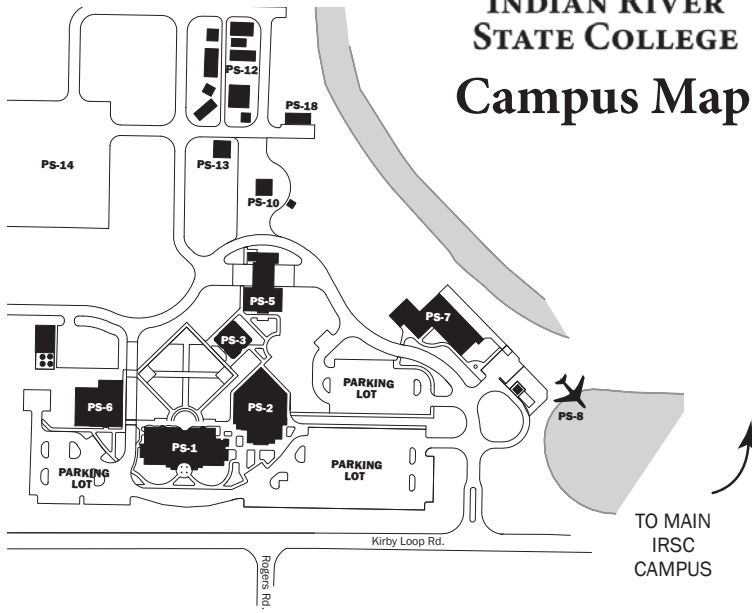 INDIAN RIVER
STATE COLLEGE
Campus Map
PS-12
PS-18
PS-14
PS-13
PS-10
PS-5
PS-7
PS-3
PARKING
LOT
PS-6
PS-2
PS-8
PS-1
PARKING
LOT
PARKING
LOT
TO MAIN
IRSC
CAMPUS
Kirby Loop Rd.
Rogers Rd.